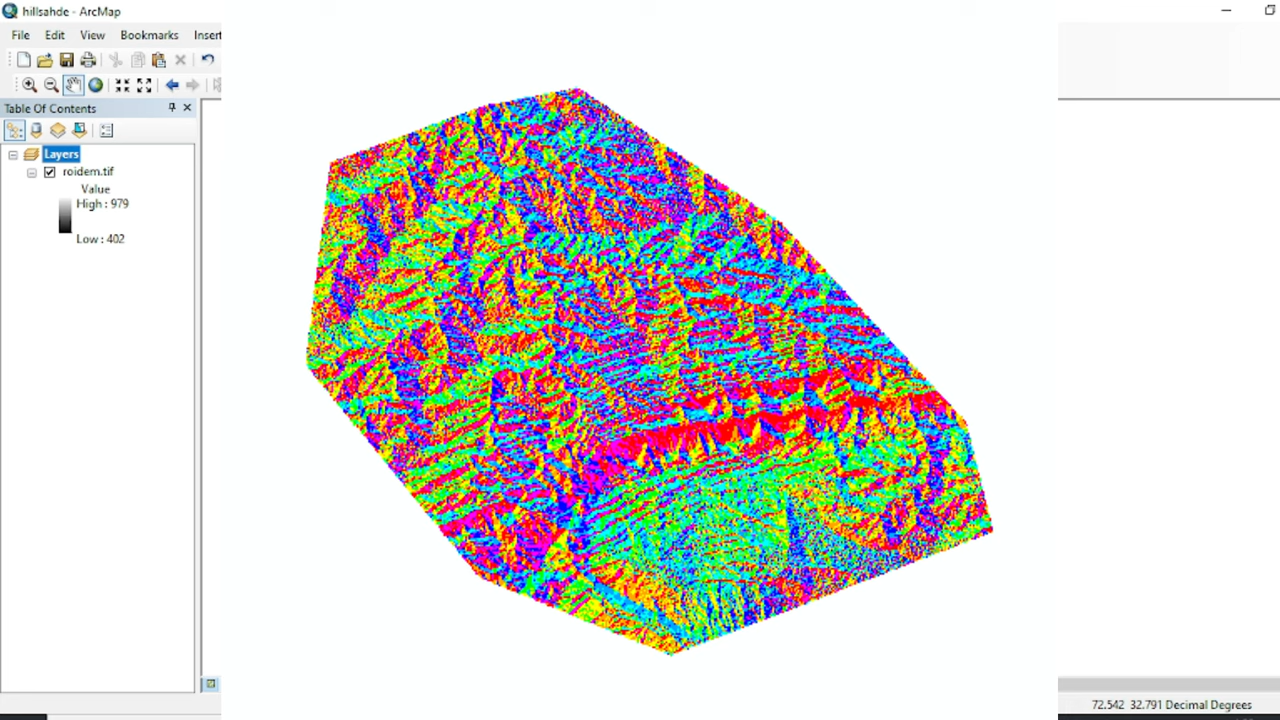 hillsahde - ArcMap
File Edit View Bookmarks Insert
Table Of Contents
Layers
roidem.tif
Value
High : 979
Low : 402
72.542 32.791 Decimal Degrees